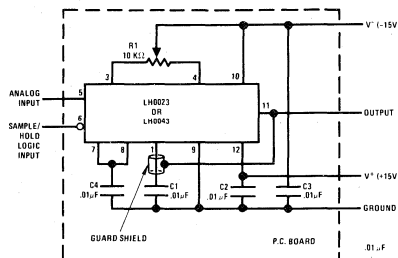 R1
10 KΩ
V⁻ (−15V
3
4
10
ANALOG
INPUT
5
LH0023
OR
LH0043
11
OUTPUT
SAMPLE/
HOLD
LOGIC
INPUT
6
7
8
1
9
12
V⁺ (+15V
C4
.01µF
C1
.01µF
C2
.01µF
C3
.01µF
GROUND
GUARD SHIELD
P.C. BOARD
.01µF